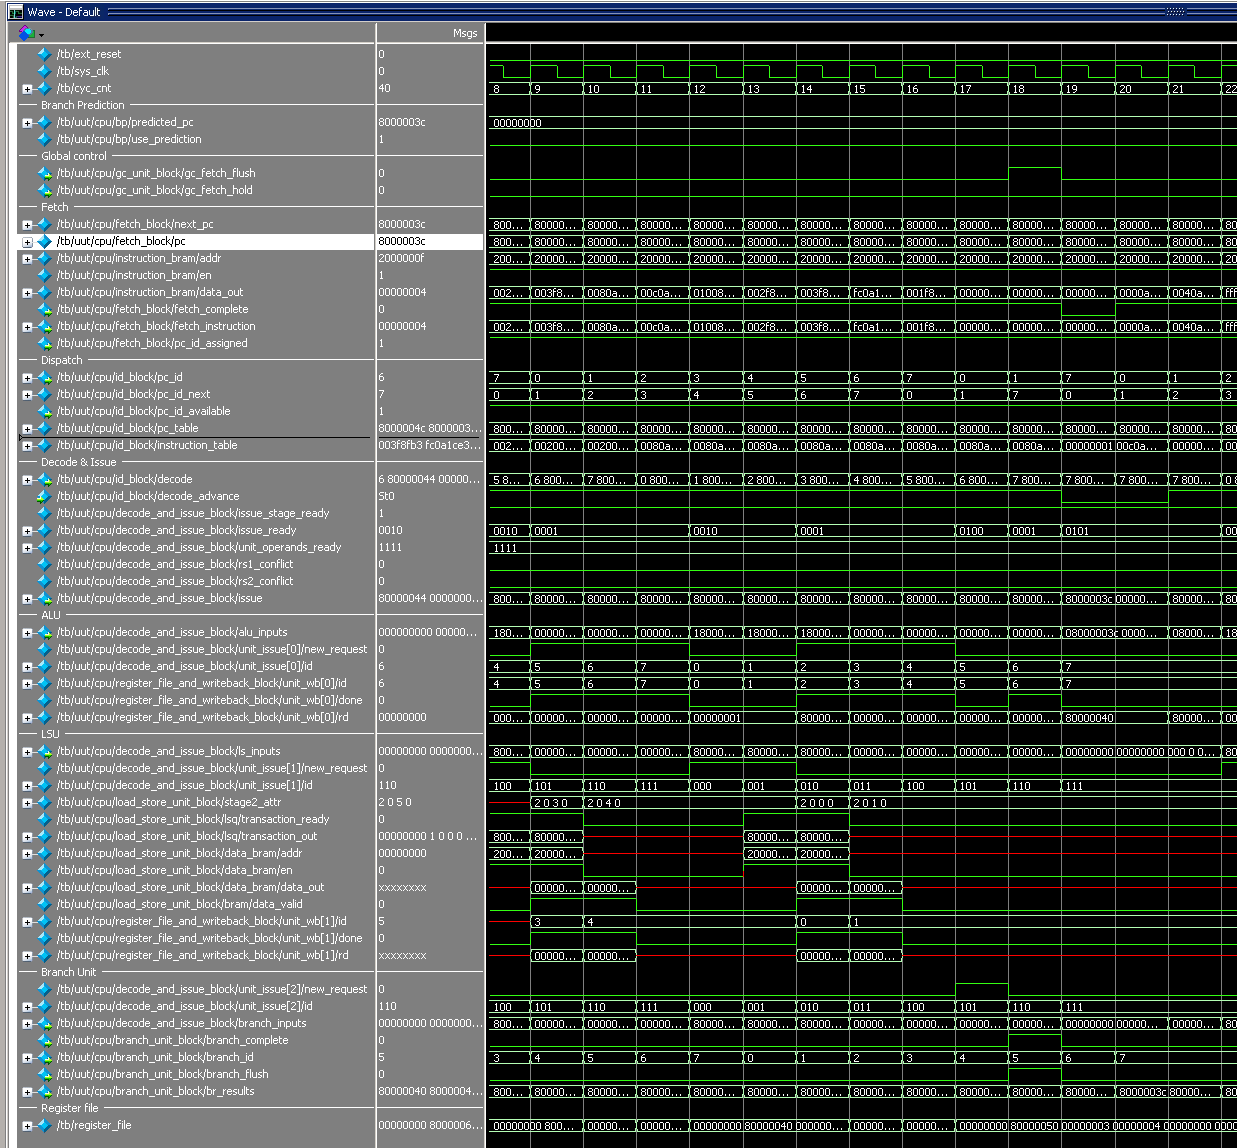 Wave - Default
Msgs
/tb/ext_reset 0
/tb/sys_clk 0
/tb/cyc_cnt 40 8 9 10 11 12 13 14 15 16 17 18 19 20 21 22
Branch Prediction
/tb/uut/cpu/bp/predicted_pc 8000003c 00000000
/tb/uut/cpu/bp/use_prediction 1
Global control
/tb/uut/cpu/gc_unit_block/gc_fetch_flush 0
/tb/uut/cpu/gc_unit_block/gc_fetch_hold 0
Fetch
/tb/uut/cpu/fetch_block/next_pc 8000003c 800... 80000... 80000... 80000... 80000... 80000... 80000... 80000... 80000... 80000... 80000... 80000... 80000... 80000... 80
/tb/uut/cpu/fetch_block/pc 8000003c 800... 80000... 80000... 80000... 80000... 80000... 80000... 80000... 80000... 80000... 80000... 80000... 80000... 80000... 80
/tb/uut/cpu/instruction_bram/addr 2000000f 200... 20000... 20000... 20000... 20000... 20000... 20000... 20000... 20000... 20000... 20000... 20000... 20000... 20000... 20
/tb/uut/cpu/instruction_bram/en 1
/tb/uut/cpu/instruction_bram/data_out 00000004 002... 003f8... 0080a... 00c0a... 01008... 002f8... 003f8... fc0a1... 001f8... 00000... 00000... 00000... 0000a... 0040a... fff
/tb/uut/cpu/fetch_block/fetch_complete 0
/tb/uut/cpu/fetch_block/fetch_instruction 00000004 002... 003f8... 0080a... 00c0a... 01008... 002f8... 003f8... fc0a1... 001f8... 00000... 00000... 00000... 0000a... 0040a... fff
/tb/uut/cpu/fetch_block/pc_id_assigned 1
Dispatch
/tb/uut/cpu/id_block/pc_id 6 7 0 1 2 3 4 5 6 7 0 1 7 0 1 2
/tb/uut/cpu/id_block/pc_id_next 7 0 1 2 3 4 5 6 7 0 1 7 0 1 2 3
/tb/uut/cpu/id_block/pc_id_available 1
/tb/uut/cpu/id_block/pc_table 8000004c 8000003... 800... 80000... 80000... 80000... 80000... 80000... 80000... 80000... 80000... 80000... 80000... 80000... 80000... 80000... 80
/tb/uut/cpu/id_block/instruction_table 003f8fb3 fc0a1ce3... 002... 00200... 00200... 0080a... 0080a... 0080a... 0080a... 0080a... 0080a... 0080a... 0080a... 00000001 00c0a... 00000... 00
Decode & Issue
/tb/uut/cpu/id_block/decode 6 80000044 00000... 5 8... 6 800... 7 800... 0 800... 1 800... 2 800... 3 800... 4 800... 5 800... 6 800... 7 800... 7 800... 7 800... 7 800... 0 8
/tb/uut/cpu/id_block/decode_advance St0
/tb/uut/cpu/decode_and_issue_block/issue_stage_ready 1
/tb/uut/cpu/decode_and_issue_block/issue_ready 0010 0010 0001 0010 0001 0100 0001 0101 00
/tb/uut/cpu/decode_and_issue_block/unit_operands_ready 1111 1111
/tb/uut/cpu/decode_and_issue_block/rs1_conflict 0
/tb/uut/cpu/decode_and_issue_block/rs2_conflict 0
/tb/uut/cpu/decode_and_issue_block/issue 80000044 0000000... 800... 80000... 80000... 80000... 80000... 80000... 80000... 80000... 80000... 80000... 80000... 8000003c 00000... 80000... 80
ALU
/tb/uut/cpu/decode_and_issue_block/alu_inputs 000000000 00000... 180... 00000... 00000... 00000... 18000... 18000... 18000... 00000... 00000... 00000... 00000... 08000003c 0000... 08000... 18
/tb/uut/cpu/decode_and_issue_block/unit_issue[0]/new_request 0
/tb/uut/cpu/decode_and_issue_block/unit_issue[0]/id 6 4 5 6 7 0 1 2 3 4 5 6 7
/tb/uut/cpu/register_file_and_writeback_block/unit_wb[0]/id 6 4 5 6 7 0 1 2 3 4 5 6 7
/tb/uut/cpu/register_file_and_writeback_block/unit_wb[0]/done 0
/tb/uut/cpu/register_file_and_writeback_block/unit_wb[0]/rd 00000000 000... 00000... 00000... 00000... 00000001 80000... 00000... 00000... 00000... 00000... 80000040 80000... 00
LSU
/tb/uut/cpu/decode_and_issue_block/ls_inputs 00000000 0000000... 800... 00000... 00000... 00000... 80000... 80000... 80000... 00000... 00000... 00000... 00000... 00000000 00000000 000 0 0... 80
/tb/uut/cpu/decode_and_issue_block/unit_issue[1]/new_request 0
/tb/uut/cpu/decode_and_issue_block/unit_issue[1]/id 110 100 101 110 111 000 001 010 011 100 101 110 111
/tb/uut/cpu/load_store_unit_block/stage2_attr 2 0 5 0 2 0 3 0 2 0 4 0 2 0 0 0 2 0 1 0
/tb/uut/cpu/load_store_unit_block/lsq/transaction_ready 0
/tb/uut/cpu/load_store_unit_block/lsq/transaction_out 00000000 1 0 0 0 ... 800... 80000... 80000... 80000...
/tb/uut/cpu/load_store_unit_block/data_bram/addr 00000000 200... 20000... 20000... 20000...
/tb/uut/cpu/load_store_unit_block/data_bram/en 0
/tb/uut/cpu/load_store_unit_block/data_bram/data_out xxxxxxxx 00000... 00000... 00000... 00000...
/tb/uut/cpu/load_store_unit_block/bram/data_valid 0
/tb/uut/cpu/register_file_and_writeback_block/unit_wb[1]/id 5 3 4 0 1
/tb/uut/cpu/register_file_and_writeback_block/unit_wb[1]/done 0
/tb/uut/cpu/register_file_and_writeback_block/unit_wb[1]/rd xxxxxxxx 00000... 00000... 00000... 00000...
Branch Unit
/tb/uut/cpu/decode_and_issue_block/unit_issue[2]/new_request 0
/tb/uut/cpu/decode_and_issue_block/unit_issue[2]/id 110 100 101 110 111 000 001 010 011 100 101 110 111
/tb/uut/cpu/decode_and_issue_block/branch_inputs 00000000 0000000... 800... 00000... 00000... 00000... 80000... 80000... 80000... 00000... 00000... 00000... 00000... 00000000 00000... 00000... 80
/tb/uut/cpu/branch_unit_block/branch_complete 0
/tb/uut/cpu/branch_unit_block/branch_id 5 3 4 5 6 7 0 1 2 3 4 5 6 7
/tb/uut/cpu/branch_unit_block/branch_flush 0
/tb/uut/cpu/branch_unit_block/br_results 80000040 8000004... 800... 80000... 80000... 80000... 80000... 80000... 80000... 80000... 80000... 80000... 80000... 80000... 8000003c 80000... 80
Register file
/tb/register_file 00000000 8000006... 00000000 800... 00000... 00000... 00000000 80000040 00000... 00000... 00000000 80000050 00000003 00000004 00000000 000